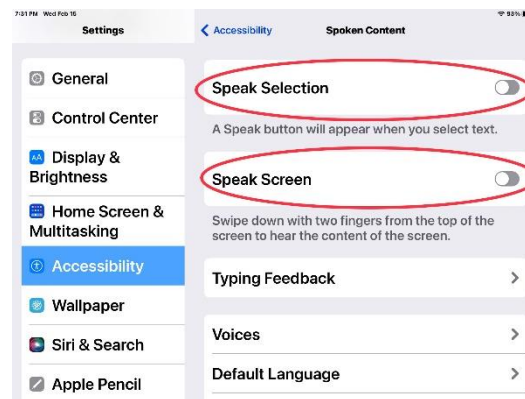 7:31 PM Wed Feb 16
93%
Settings
Accessibility
Spoken Content
General
Control Center
AA Display &
Brightness
Home Screen &
Multitasking
Accessibility
Wallpaper
Siri & Search
Apple Pencil
Speak Selection
A Speak button will appear when you select text.
Speak Screen
Swipe down with two fingers from the top of the
screen to hear the content of the screen.
Typing Feedback
Voices
Default Language